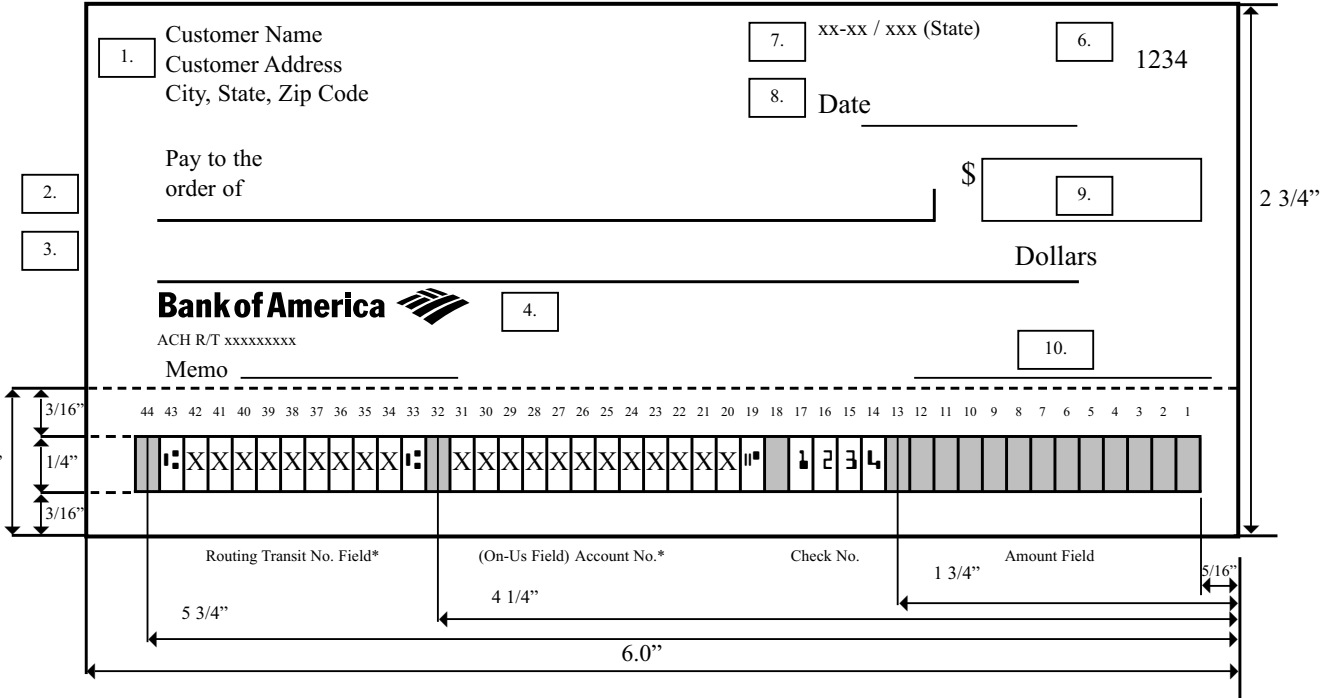 1.
Customer Name
Customer Address
City, State, Zip Code
7.
xx-xx / xxx (State)
6.
1234
8.
Date
2.
Pay to the
order of
$
9.
2 3/4”
3.
Dollars
Bank of America
4.
ACH R/T xxxxxxxxx
10.
Memo
3/16”
44 43 42 41 40 39 38 37 36 35 34 33 32 31 30 29 28 27 26 25 24 23 22 21 20 19 18 17 16 15 14 13 12 11 10 9 8 7 6 5 4 3 2 1
1/4”
⑆XXXXXXXXX⑆ XXXXXXXXXXXX⑈ 1234
3/16”
Routing Transit No. Field*
(On-Us Field) Account No.*
Check No.
Amount Field
5/16”
1 3/4”
4 1/4”
5 3/4”
6.0”